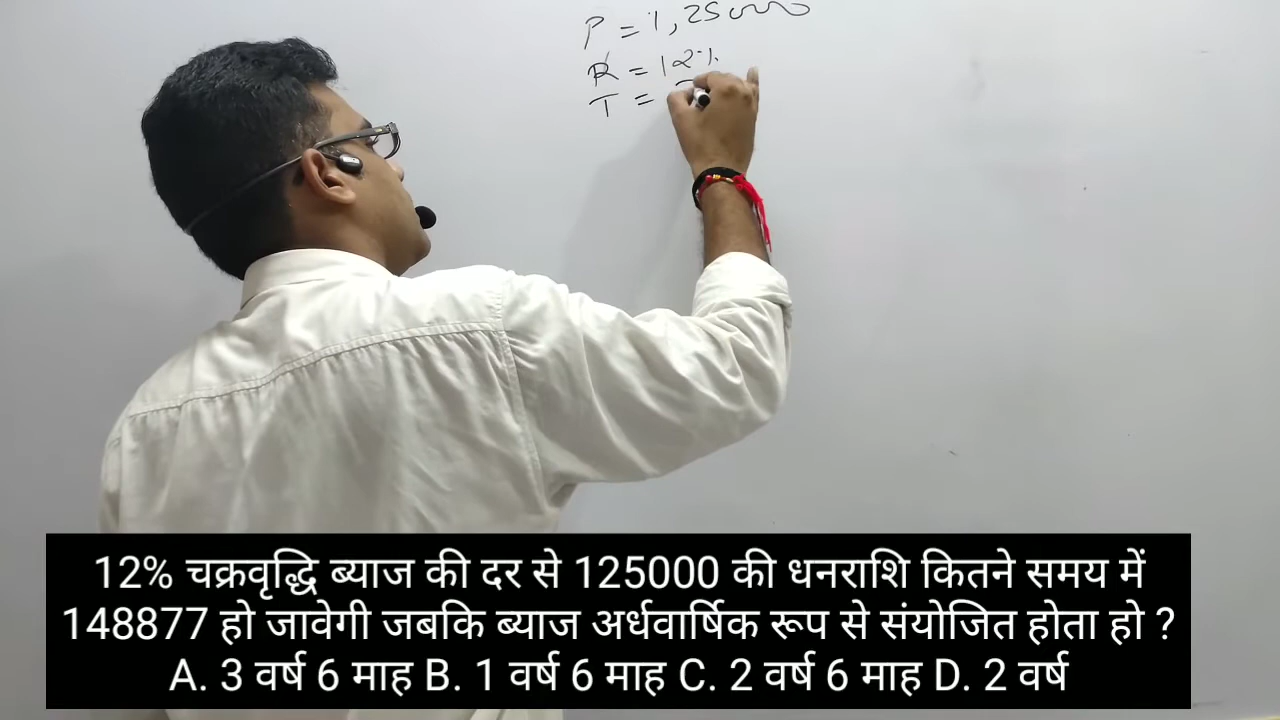 P = 1,25000
R = 12%
T =
12% चक्रवृद्धि ब्याज की दर से 125000 की धनराशि कितने समय में
148877 हो जावेगी जबकि ब्याज अर्धवार्षिक रूप से संयोजित होता हो ?
A. 3 वर्ष 6 माह B. 1 वर्ष 6 माह C. 2 वर्ष 6 माह D. 2 वर्ष